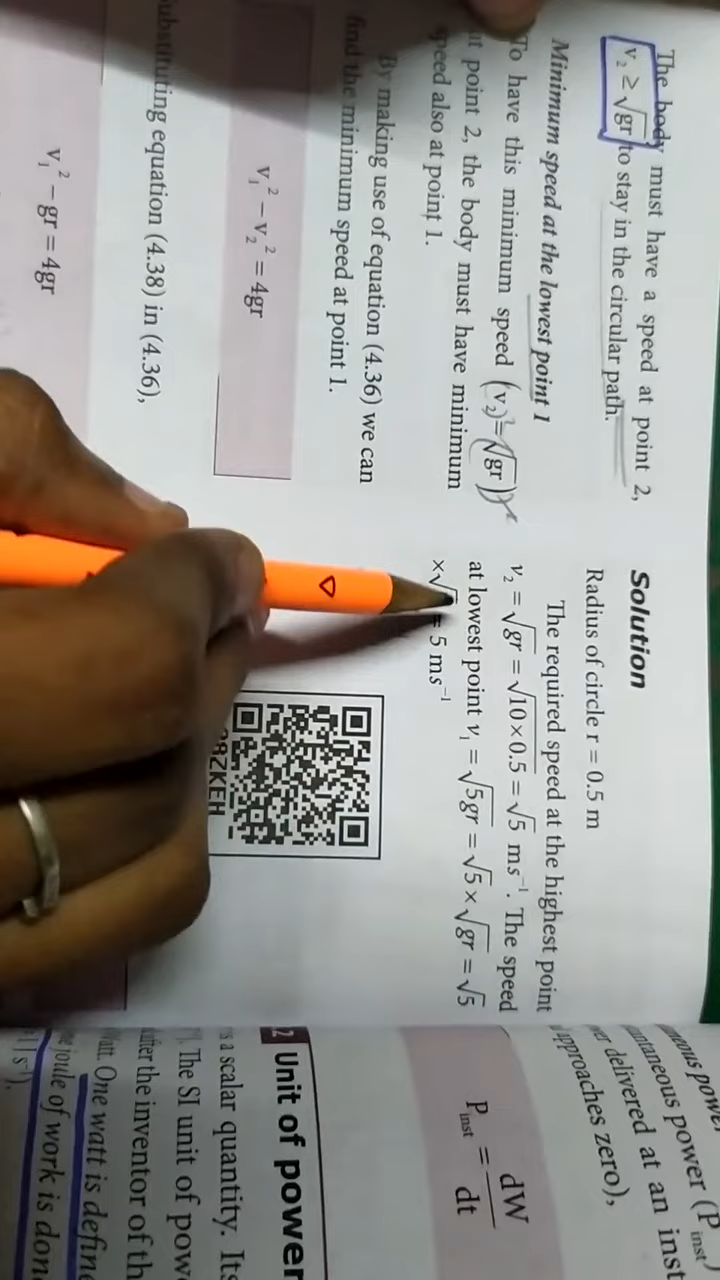 The body must have a speed at point 2,
v₂ ≥ √gr to stay in the circular path.
Minimum speed at the lowest point 1
To have this minimum speed (v₂ = √gr)
at point 2, the body must have minimum
speed also at point 1.
By making use of equation (4.36) we can
find the minimum speed at point 1.
v₁² − v₂² = 4gr
substituting equation (4.38) in (4.36),
v₁² − gr = 4gr
Solution
Radius of circle r = 0.5 m
The required speed at the highest point
v₂ = √gr = √10×0.5 = √5 ms⁻¹. The speed
at lowest point v₁ = √5gr = √5 × √gr = √5
×√ = 5 ms⁻¹
8ZKEH
power
antaneous power (P inst)
delivered at an inst
approaches zero),
P inst = dW/dt
2 Unit of power
a scalar quantity. Its
. The SI unit of pow
after the inventor of th
Watt. One watt is define
joule of work is don
s⁻¹).